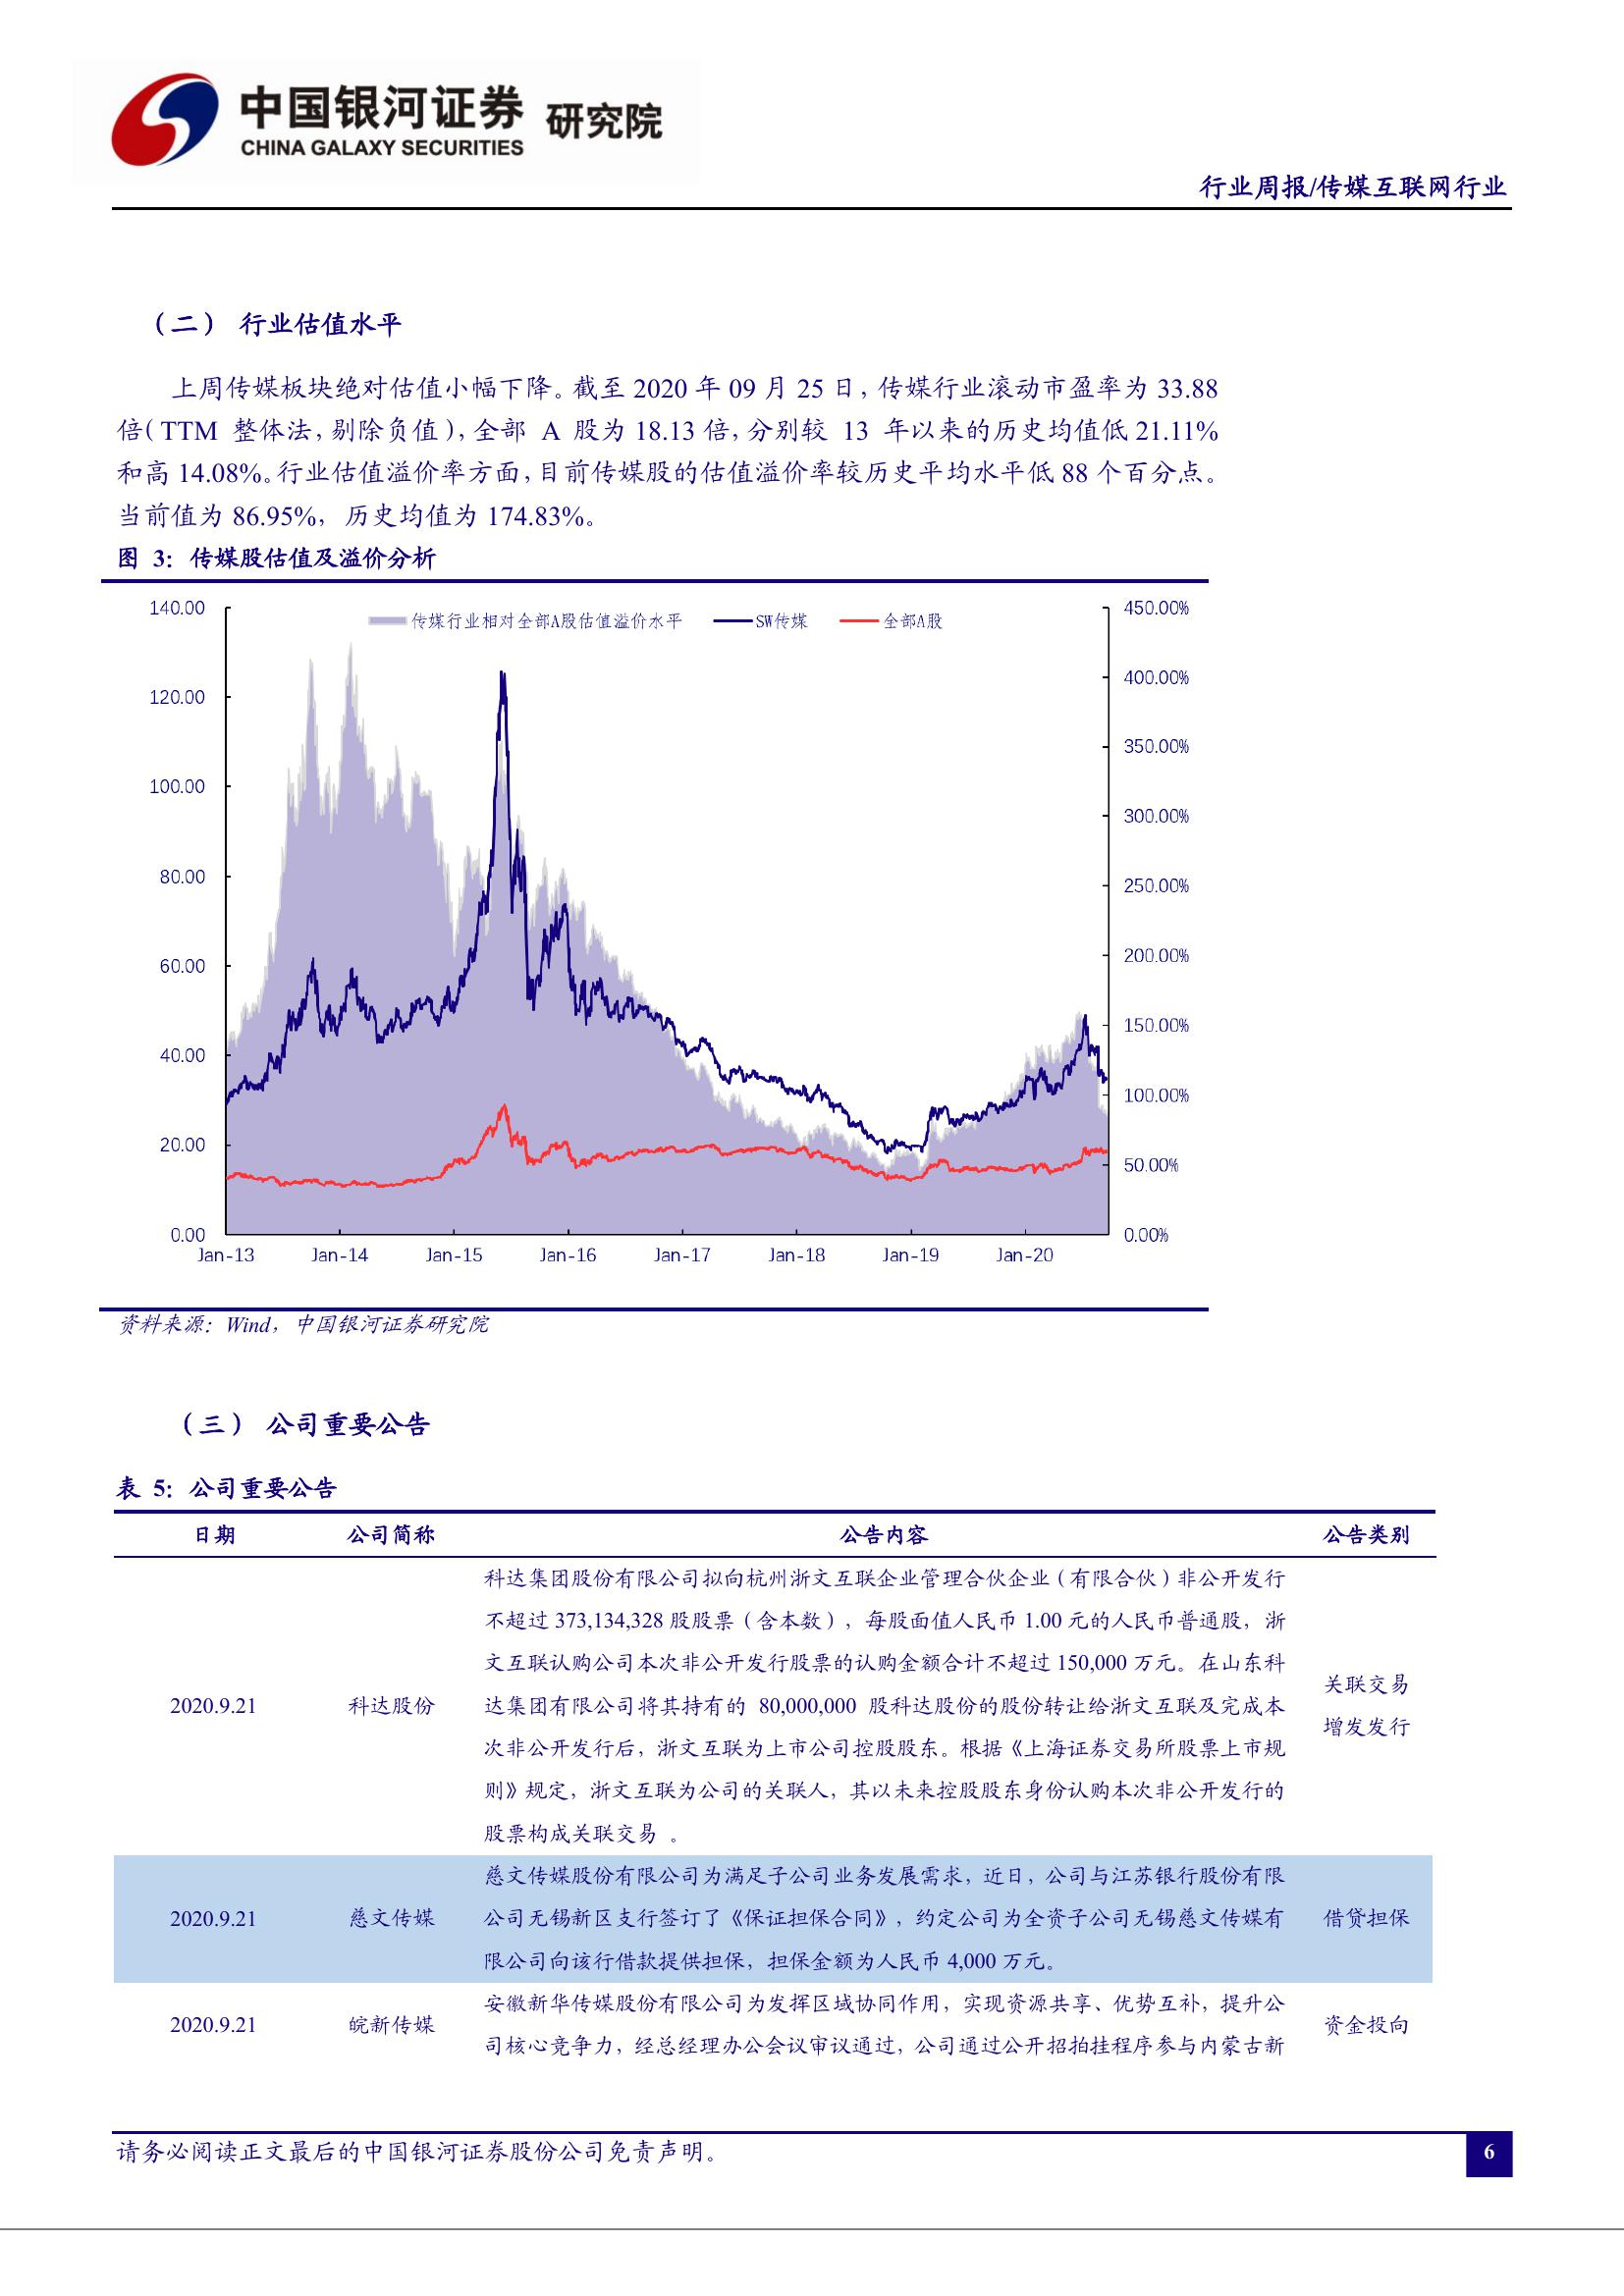 中国银河证券 研究院
CHINA GALAXY SECURITIES
行业周报/传媒互联网行业
（二） 行业估值水平
上周传媒板块绝对估值小幅下降。截至 2020 年 09 月 25 日，传媒行业滚动市盈率为 33.88
倍（TTM 整体法，剔除负值），全部 A 股为 18.13 倍，分别较 13 年以来的历史均值低 21.11%
和高 14.08%。行业估值溢价率方面，目前传媒股的估值溢价率较历史平均水平低 88 个百分点。
当前值为 86.95%，历史均值为 174.83%。
图 3：传媒股估值及溢价分析
传媒行业相对全部A股估值溢价水平 SW传媒 全部A股
140.00 450.00%
400.00%
120.00
350.00%
100.00
300.00%
80.00 250.00%
60.00 200.00%
150.00%
40.00
100.00%
20.00
50.00%
0.00 0.00%
Jan-13 Jan-14 Jan-15 Jan-16 Jan-17 Jan-18 Jan-19 Jan-20
资料来源：Wind，中国银河证券研究院
（三） 公司重要公告
表 5：公司重要公告
日期 公司简称 公告内容 公告类别
科达集团股份有限公司拟向杭州浙文互联企业管理合伙企业（有限合伙）非公开发行
不超过 373,134,328 股股票（含本数），每股面值人民币 1.00 元的人民币普通股，浙
文互联认购公司本次非公开发行股票的认购金额合计不超过 150,000 万元。在山东科
2020.9.21 科达股份 达集团有限公司将其持有的 80,000,000 股科达股份的股份转让给浙文互联及完成本
次非公开发行后，浙文互联为上市公司控股股东。根据《上海证券交易所股票上市规
则》规定，浙文互联为公司的关联人，其以未来控股股东身份认购本次非公开发行的
股票构成关联交易 。
关联交易
增发发行
慈文传媒股份有限公司为满足子公司业务发展需求，近日，公司与江苏银行股份有限
2020.9.21 慈文传媒 公司无锡新区支行签订了《保证担保合同》，约定公司为全资子公司无锡慈文传媒有 借贷担保
限公司向该行借款提供担保，担保金额为人民币 4,000 万元。
安徽新华传媒股份有限公司为发挥区域协同作用，实现资源共享、优势互补，提升公
2020.9.21 皖新传媒 资金投向
司核心竞争力，经总经理办公会议审议通过，公司通过公开招拍挂程序参与内蒙古新
请务必阅读正文最后的中国银河证券股份公司免责声明。
6